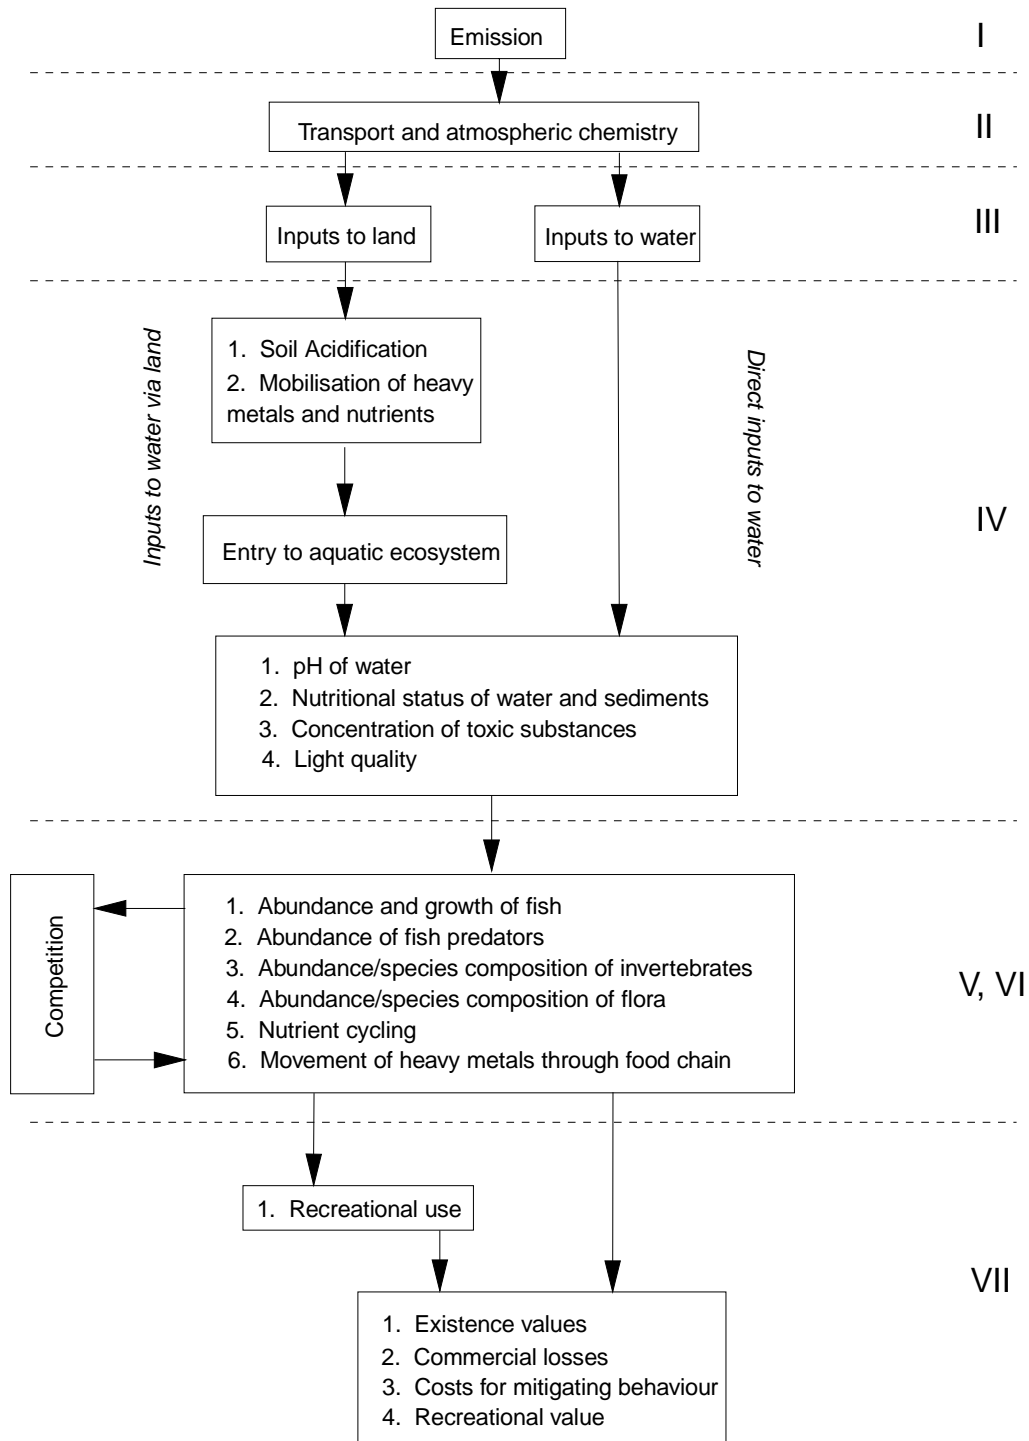 Emission
I
Transport and atmospheric chemistry
II
Inputs to land
Inputs to water
III
Inputs to water via land
1. Soil Acidification
2. Mobilisation of heavy
metals and nutrients
Direct inputs to water
Entry to aquatic ecosystem
IV
1. pH of water
2. Nutritional status of water and sediments
3. Concentration of toxic substances
4. Light quality
Competition
1. Abundance and growth of fish
2. Abundance of fish predators
3. Abundance/species composition of invertebrates
4. Abundance/species composition of flora
5. Nutrient cycling
6. Movement of heavy metals through food chain
V, VI
1. Recreational use
VII
1. Existence values
2. Commercial losses
3. Costs for mitigating behaviour
4. Recreational value